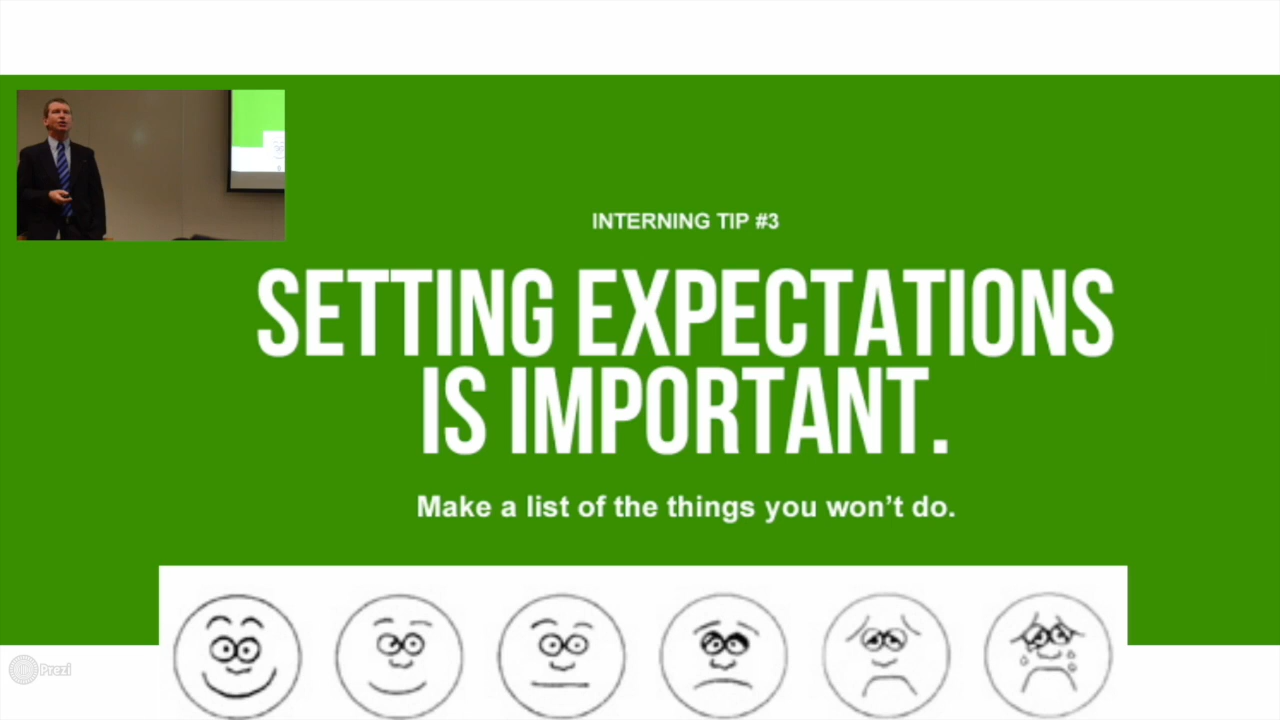 INTERNING TIP #3
SETTING EXPECTATIONS
IS IMPORTANT.
Make a list of the things you won’t do.
Prezi